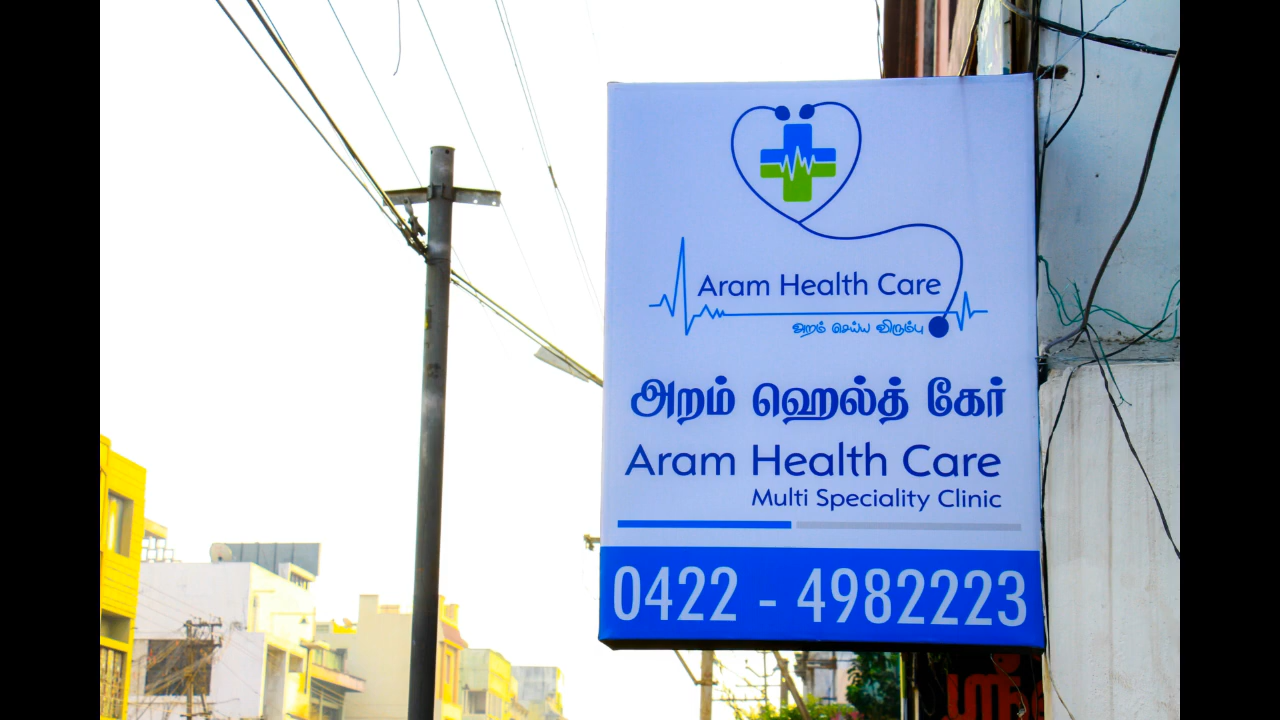 Aram Health Care
அறம் செய்ய விரும்பு
அறம் ஹெல்த் கேர்
Aram Health Care
Multi Speciality Clinic
0422 - 4982223